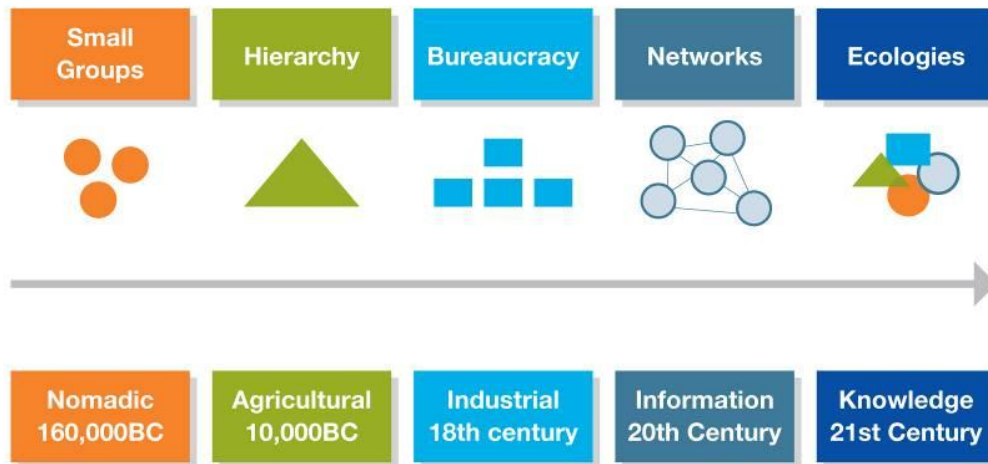 Small
Groups
Hierarchy
Bureaucracy
Networks
Ecologies
Nomadic
160,000BC
Agricultural
10,000BC
Industrial
18th century
Information
20th Century
Knowledge
21st Century